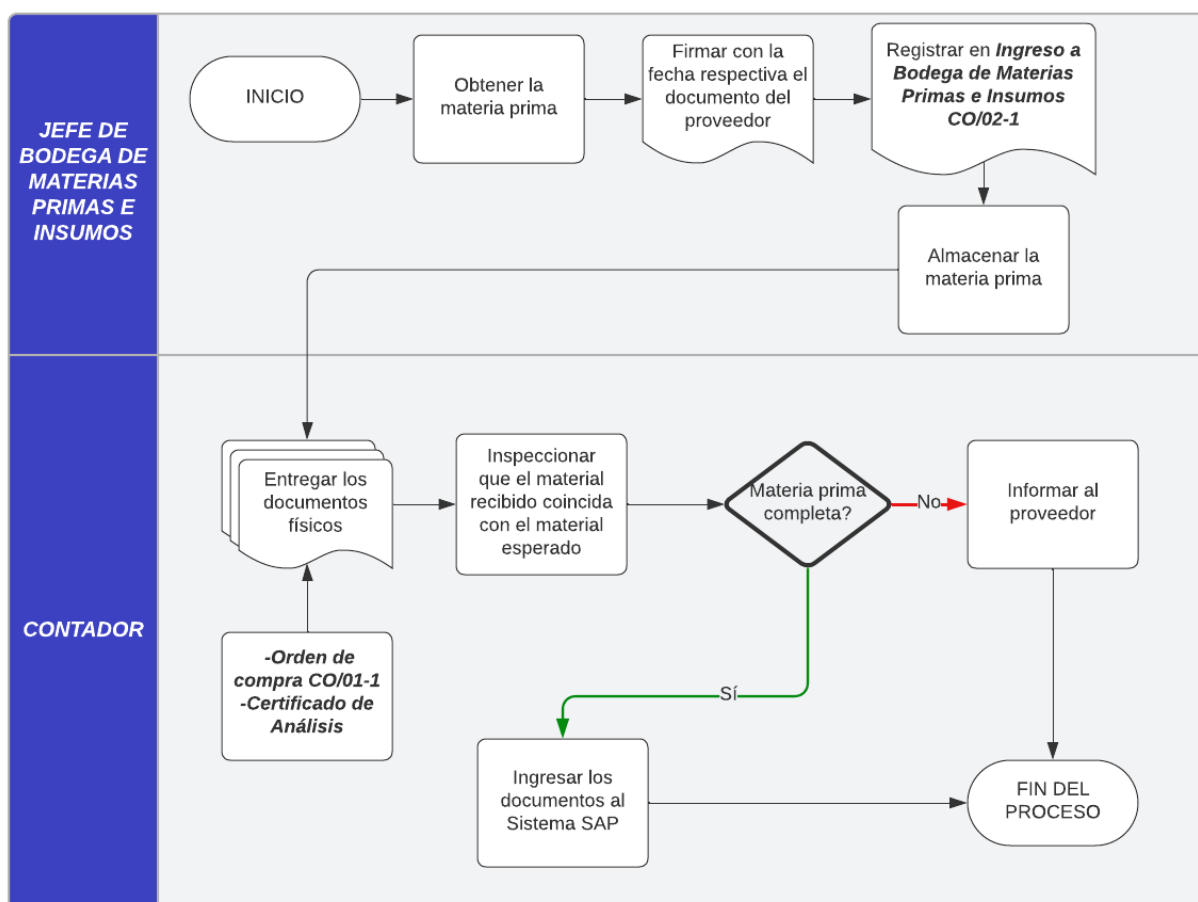 JEFE DE
BODEGA DE
MATERIAS
PRIMAS E
INSUMOS
INICIO
Obtener la
materia prima
Firmar con la
fecha respectiva el
documento del
proveedor
Registrar en Ingreso a
Bodega de Materias
Primas e Insumos
CO/02-1
Almacenar la
materia prima
CONTADOR
Entregar los
documentos
físicos
-Orden de
compra CO/01-1
-Certificado de
Análisis
Inspeccionar
que el material
recibido coincida
con el material
esperado
Materia prima
completa?
No
Informar al
proveedor
Sí
Ingresar los
documentos al
Sistema SAP
FIN DEL
PROCESO